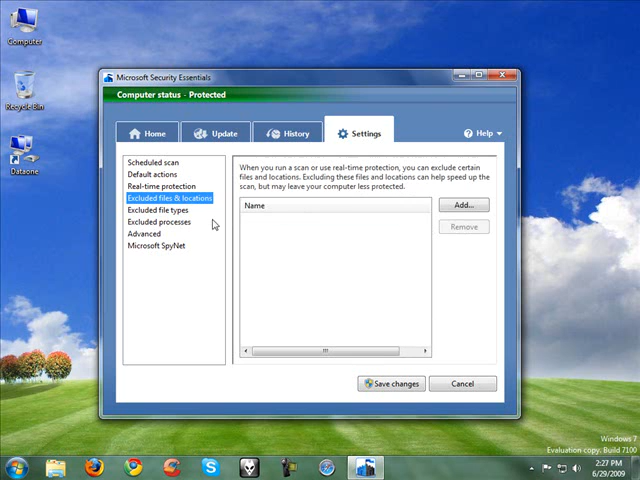 Computer
Recycle Bin
Dataone
Microsoft Security Essentials
Computer status - Protected
Home
Update
History
Settings
Help
Scheduled scan
Default actions
Real-time protection
Excluded files & locations
Excluded file types
Excluded processes
Advanced
Microsoft SpyNet
When you run a scan or use real-time protection, you can exclude certain
files and locations. Excluding these files and locations can help speed up the
scan, but may leave your computer less protected.
Name
Add...
Remove
Save changes
Cancel
Windows 7
Evaluation copy. Build 7100
2:27 PM
6/29/2009